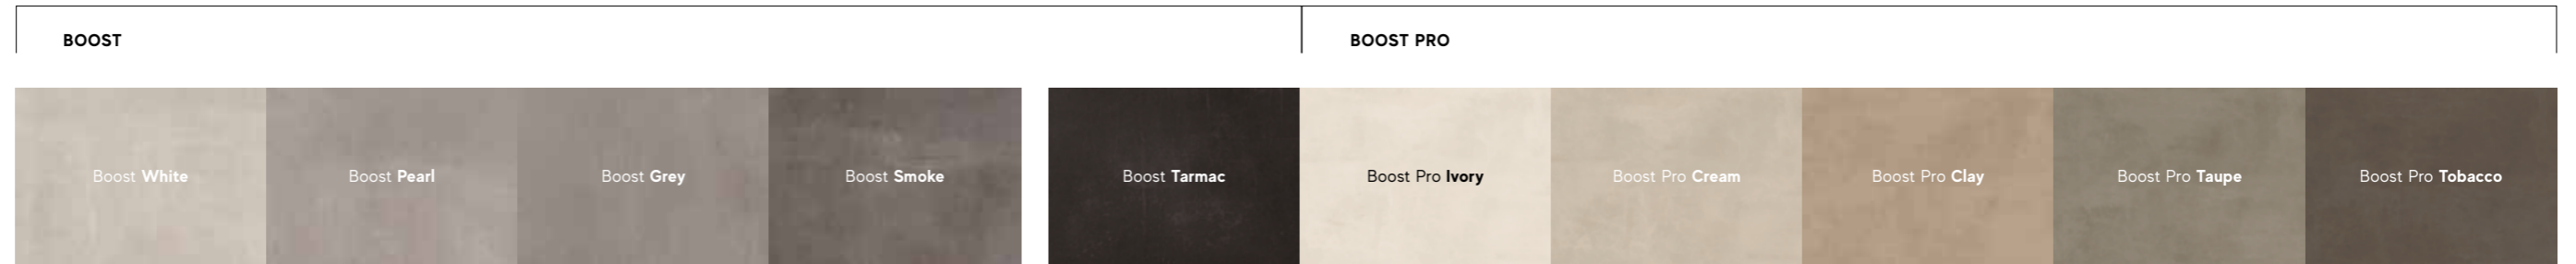 BOOST
BOOST PRO
Boost White
Boost Pearl
Boost Grey
Boost Smoke
Boost Tarmac
Boost Pro Ivory
Boost Pro Cream
Boost Pro Clay
Boost Pro Taupe
Boost Pro Tobacco